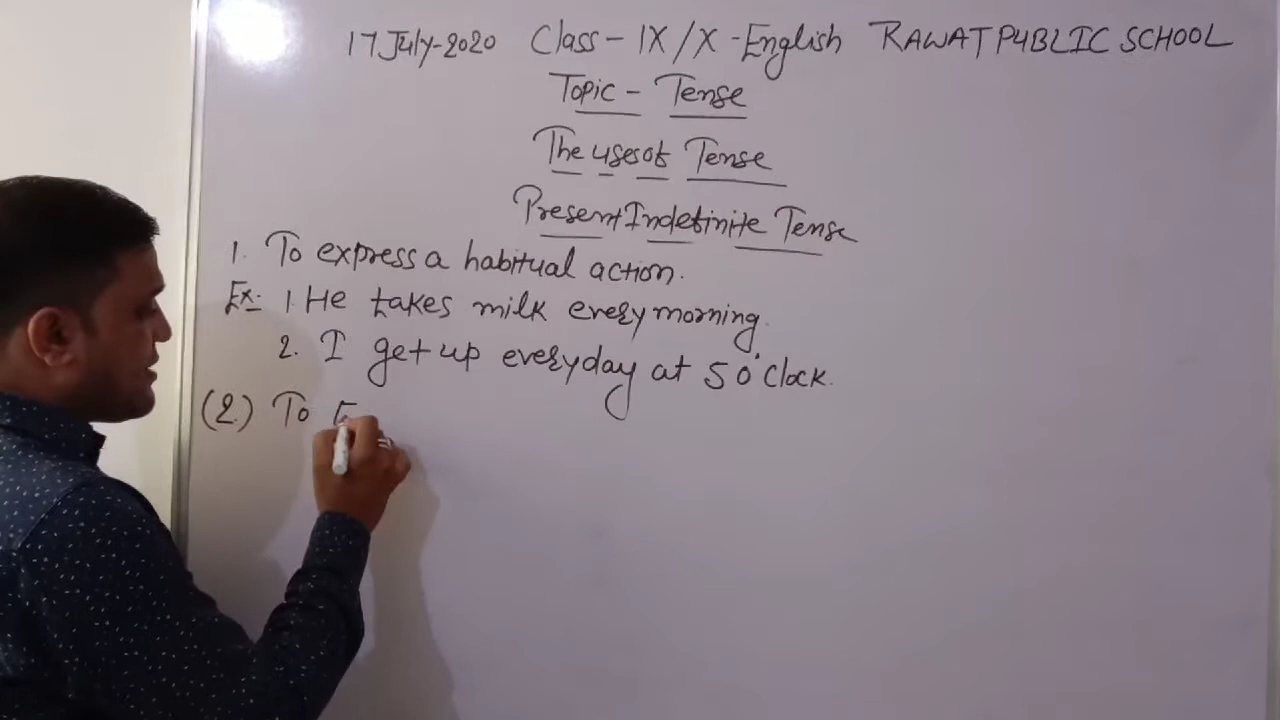 17 July-2020 Class - IX/X - English RAWAT PUBLIC SCHOOL
Topic - Tense
The uses of Tense
Present Indefinite Tense
1. To express a habitual action.
Ex: 1. He takes milk every morning.
2. I get up everyday at 5 O'clock.
(2.) To E